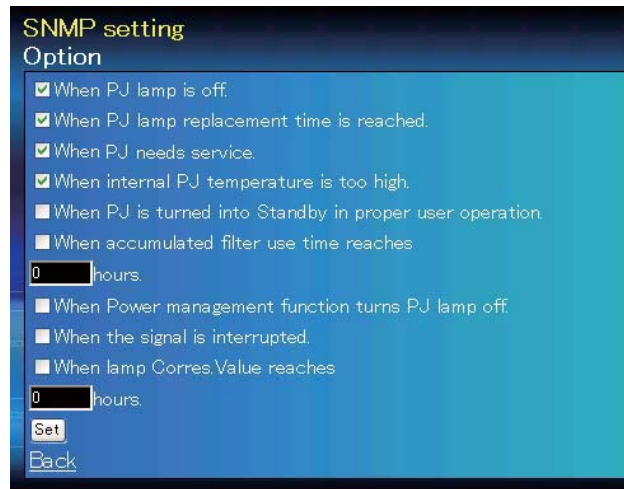 SNMP setting
Option
When PJ lamp is off.
When PJ lamp replacement time is reached.
When PJ needs service.
When internal PJ temperature is too high.
When PJ is turned into Standby in proper user operation.
When accumulated filter use time reaches
0 hours.
When Power management function turns PJ lamp off.
When the signal is interrupted.
When lamp Corres.Value reaches
0 hours.
Set
Back